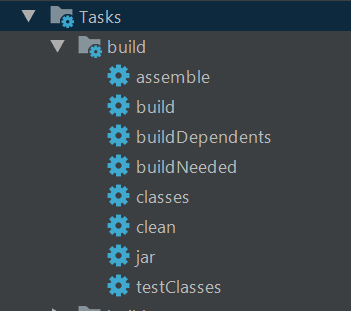 Tasks
build
assemble
build
buildDependents
buildNeeded
classes
clean
jar
testClasses